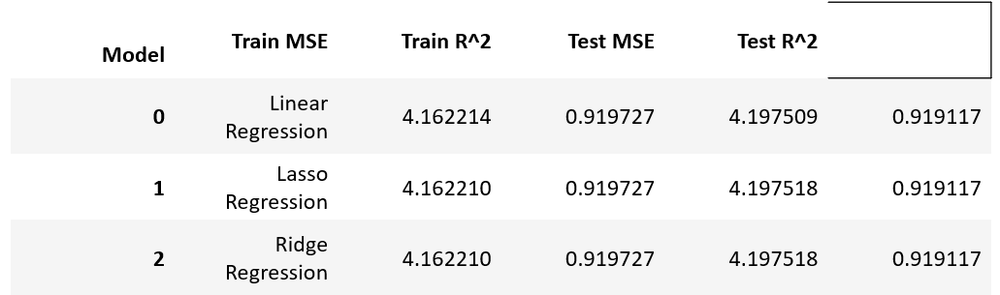 Model Train MSE Train R^2 Test MSE Test R^2
0 Linear Regression 4.162214 0.919727 4.197509 0.919117
1 Lasso Regression 4.162210 0.919727 4.197518 0.919117
2 Ridge Regression 4.162210 0.919727 4.197518 0.919117